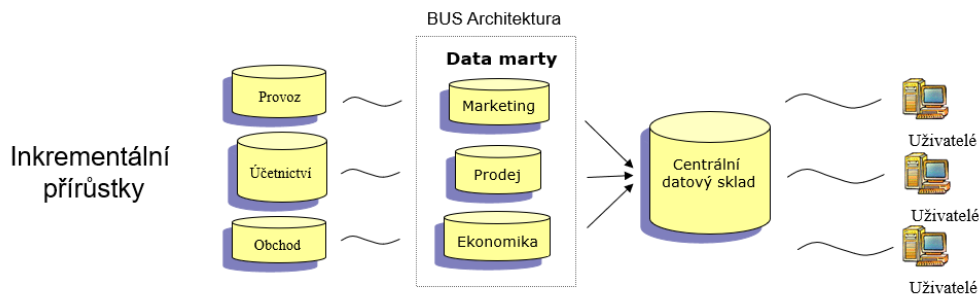 BUS Architektura
Data marty
Inkrementální
přírůstky
Provoz
Účetnictví
Obchod
Marketing
Prodej
Ekonomika
Centrální
datový sklad
Uživatelé
Uživatelé
Uživatelé